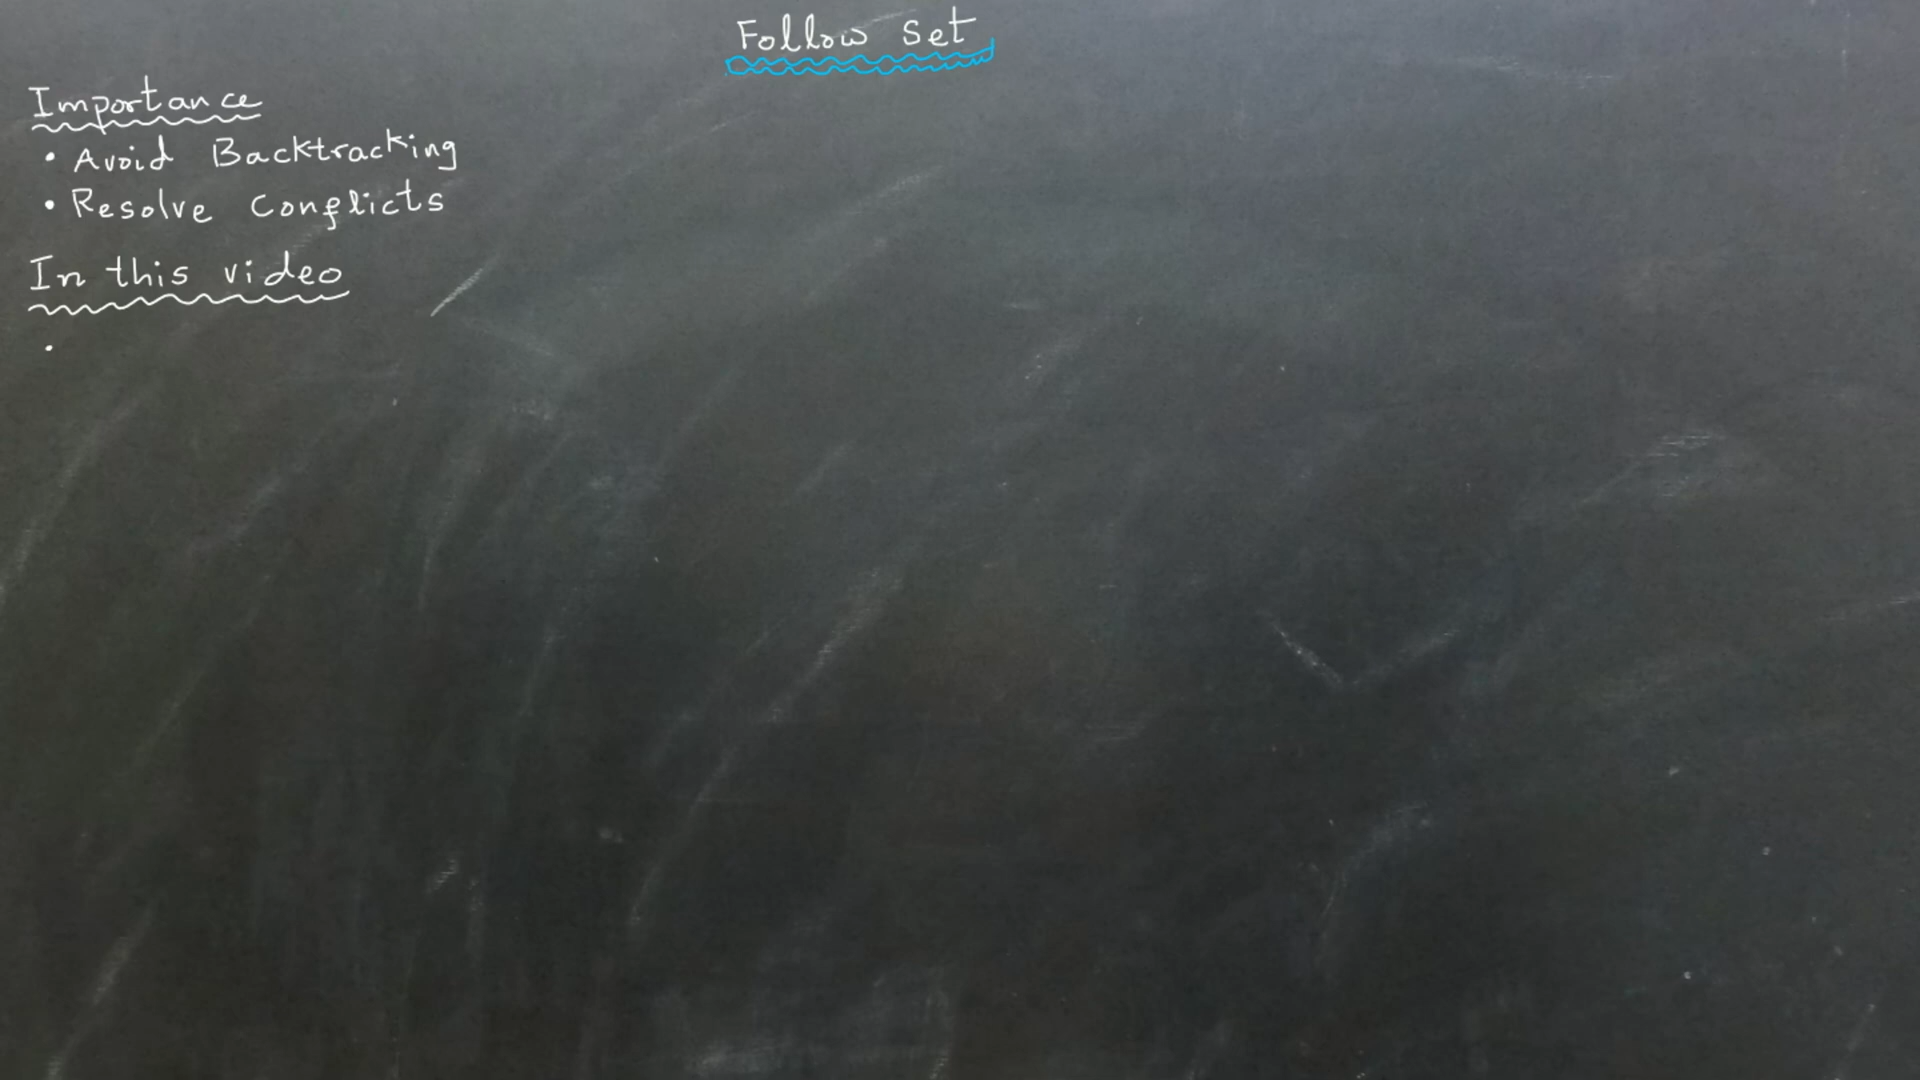 Follow Set
Importance
• Avoid Backtracking
• Resolve Conflicts
In this video
•